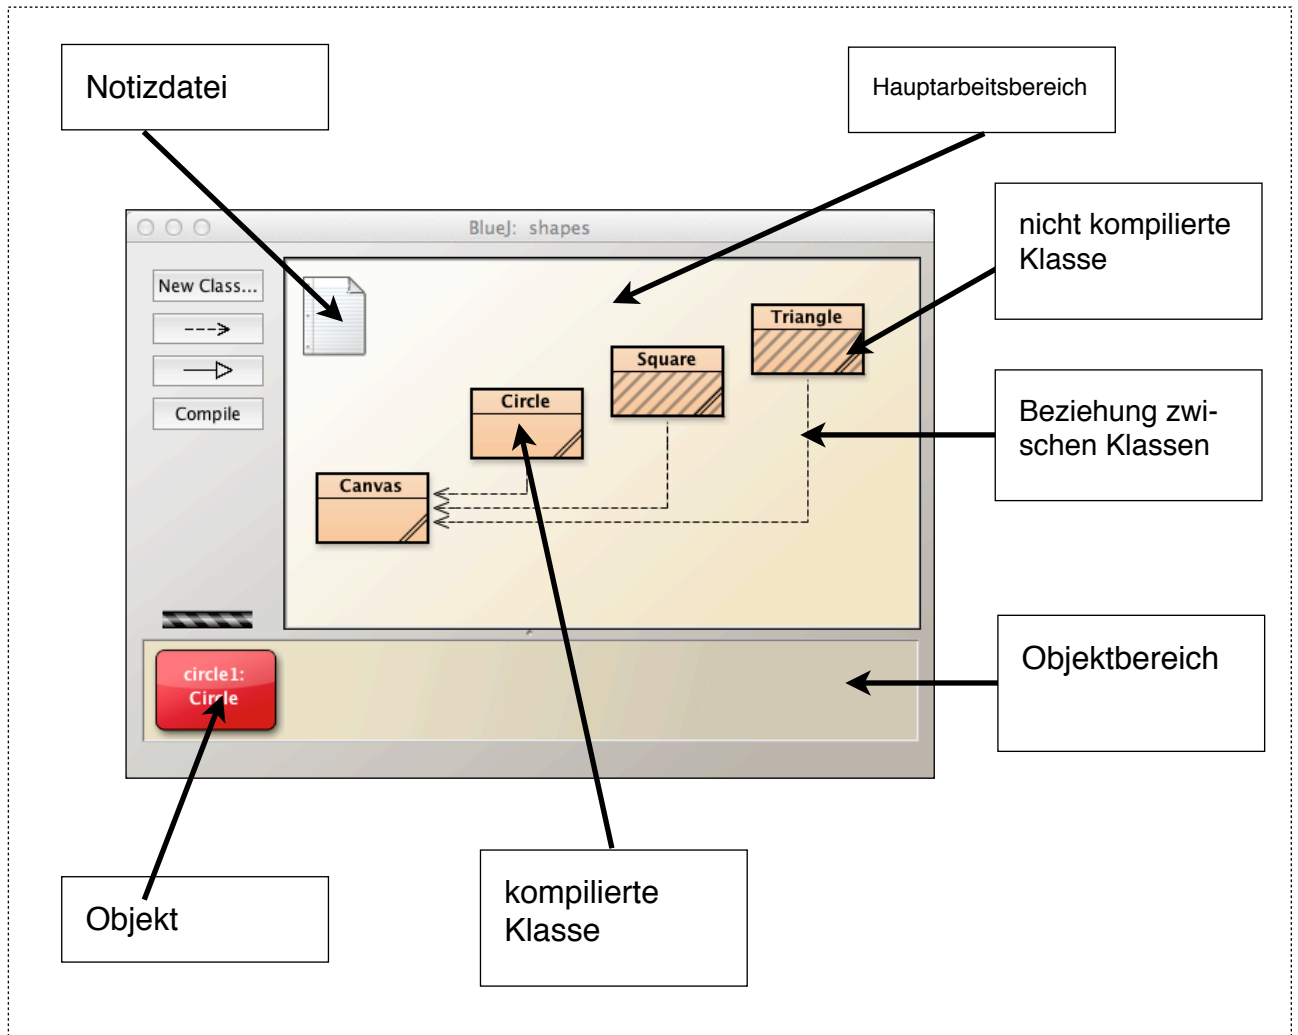 Notizdatei
Hauptarbeitsbereich
nicht kompilierte
Klasse
BlueJ: shapes
New Class...
Compile
Triangle
Square
Circle
Canvas
Beziehung zwi-
schen Klassen
Objektbereich
circle1:
Circle
Objekt
kompilierte
Klasse